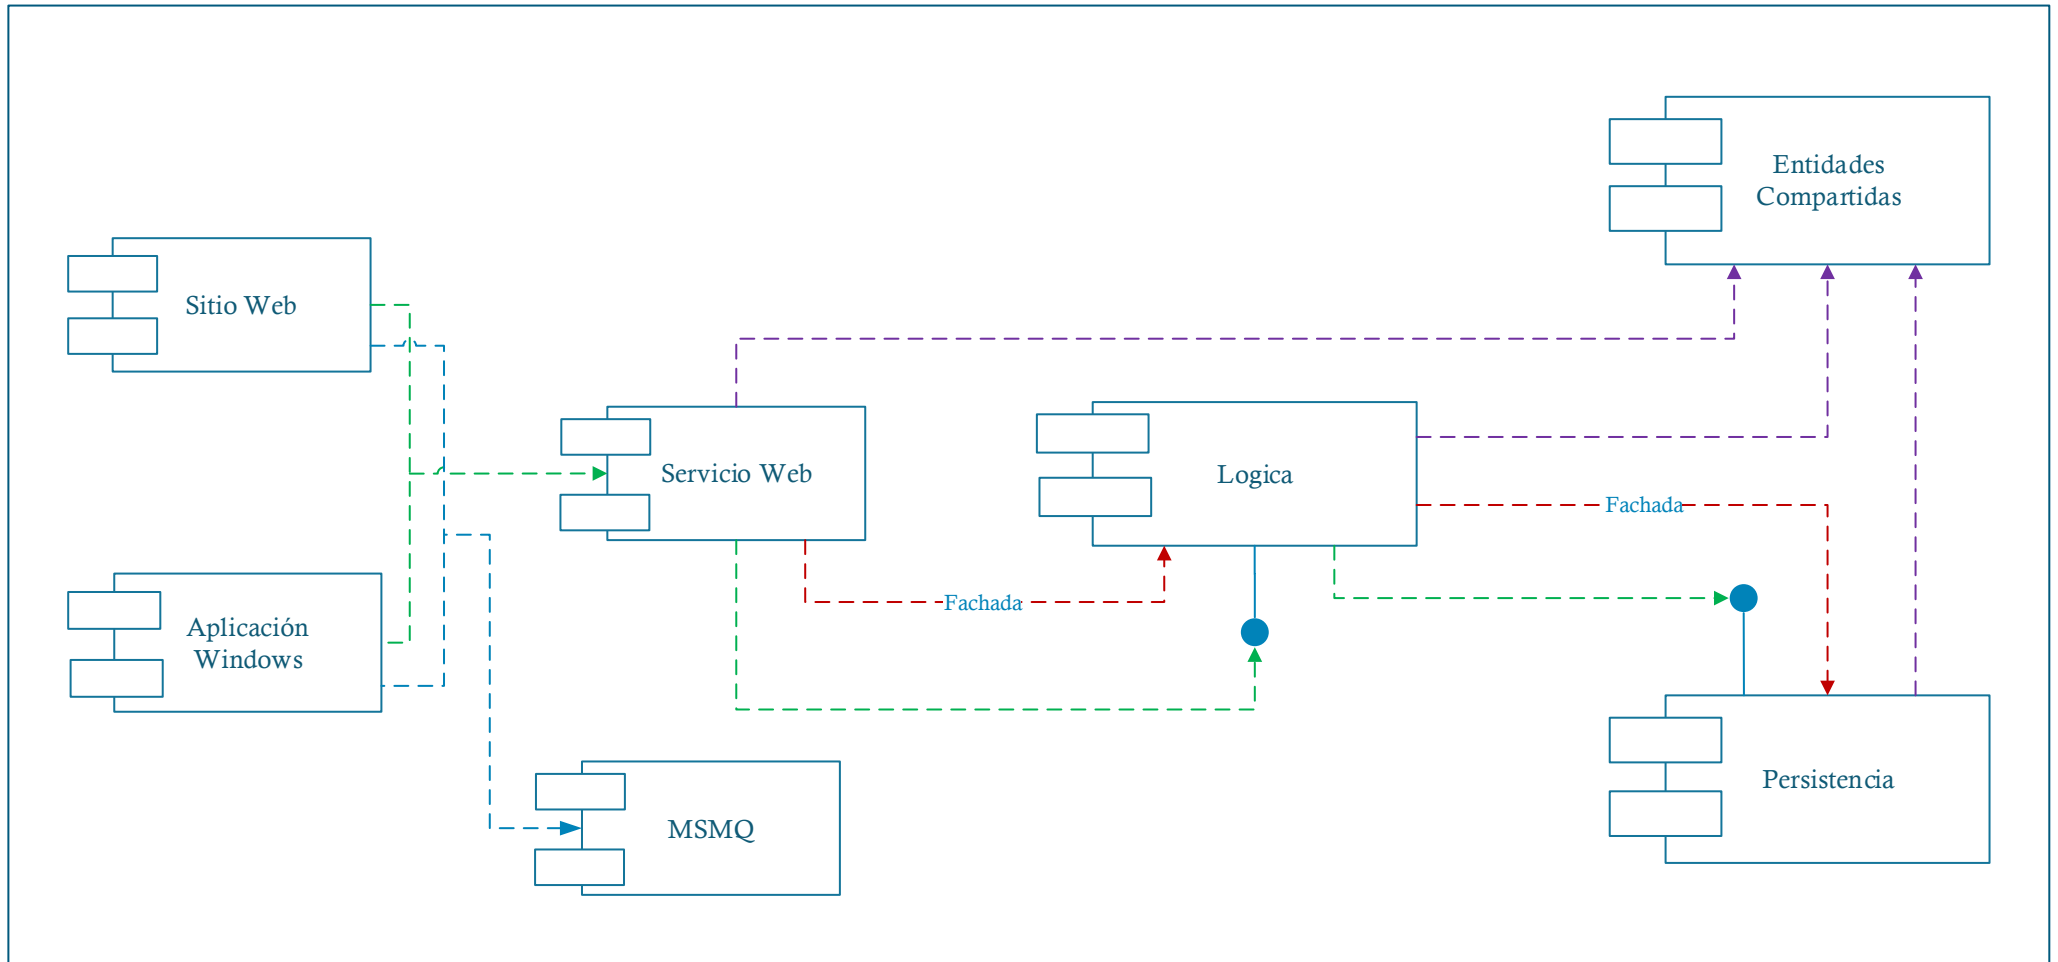 Entidades
Compartidas
Sitio Web
Servicio Web
Logica
Fachada
Fachada
Aplicación
Windows
Persistencia
MSMQ